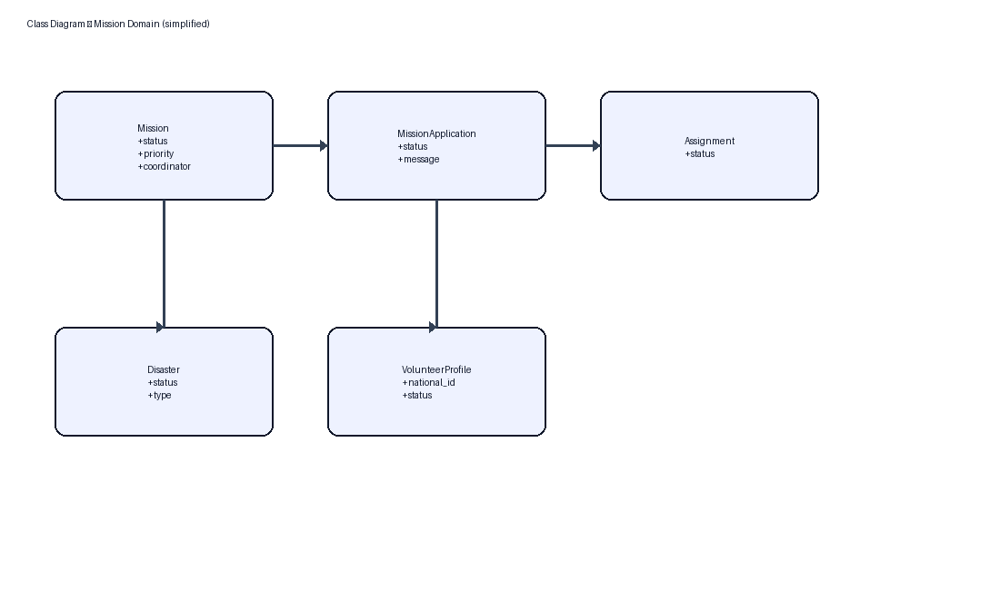 Class Diagram ▯ Mission Domain (simplified)
Mission
+status
+priority
+coordinator
MissionApplication
+status
+message
Assignment
+status
Disaster
+status
+type
VolunteerProfile
+national_id
+status